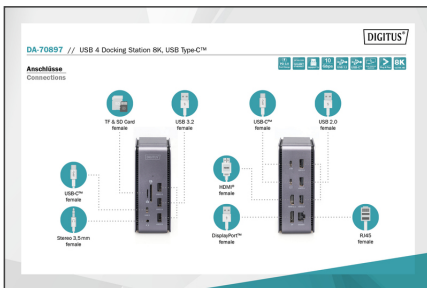 DIGITUS®
DA-70897 // USB 4 Docking Station 8K, USB Type-C™
Anschlüsse
Connections
10
Gbps
8K
TF & SD Card
female
USB 3.2
female
USB-C™
female
USB 2.0
female
USB-C™
female
HDMI®
female
Stereo 3,5mm
female
DisplayPort™
female
RJ45
female